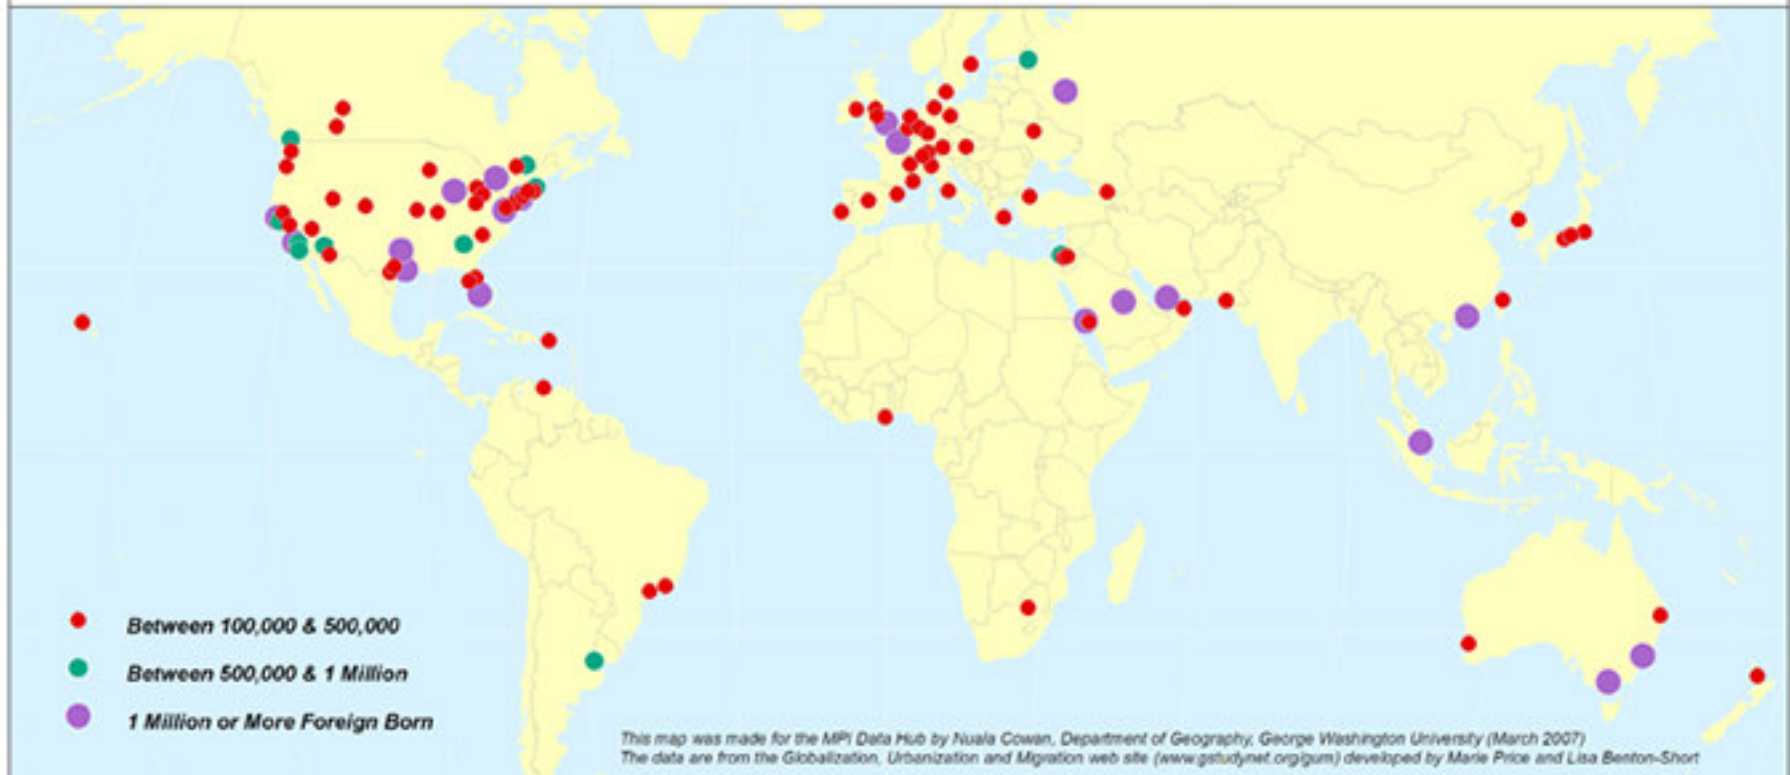 Between 100,000 & 500,000
Between 500,000 & 1 Million
1 Million or More Foreign Born
This map was made for the MPI Data Hub by Nuala Cowan, Department of Geography, George Washington University (March 2007)
The data are from the Globalization, Urbanization and Migration web site (www.gstudynet.org/gum) developed by Marie Price and Lisa Benton-Short